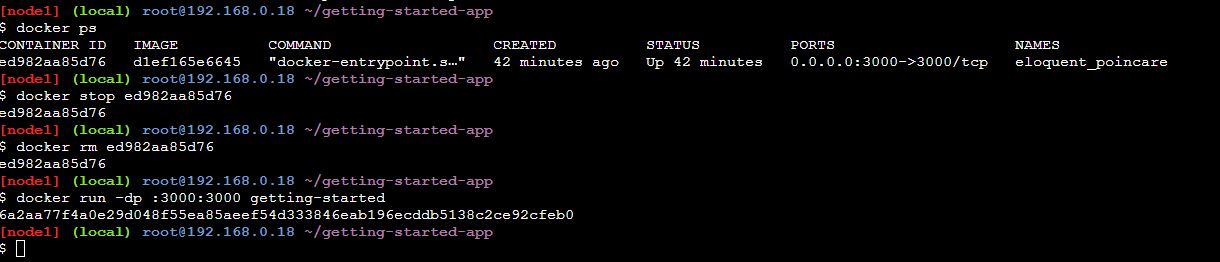 [node1] (local) root@192.168.0.18 ~/getting-started-app
$ docker ps
CONTAINER ID   IMAGE          COMMAND                  CREATED          STATUS          PORTS                    NAMES
ed982aa85d76   d1ef165e6645   "docker-entrypoint.s…"   42 minutes ago   Up 42 minutes   0.0.0.0:3000->3000/tcp   eloquent_poincare
[node1] (local) root@192.168.0.18 ~/getting-started-app
$ docker stop ed982aa85d76
ed982aa85d76
[node1] (local) root@192.168.0.18 ~/getting-started-app
$ docker rm ed982aa85d76
ed982aa85d76
[node1] (local) root@192.168.0.18 ~/getting-started-app
$ docker run -dp :3000:3000 getting-started
6a2aa77f4a0e29d048f55ea85aeef54d333846eab196ecddb5138c2ce92cfeb0
[node1] (local) root@192.168.0.18 ~/getting-started-app
$